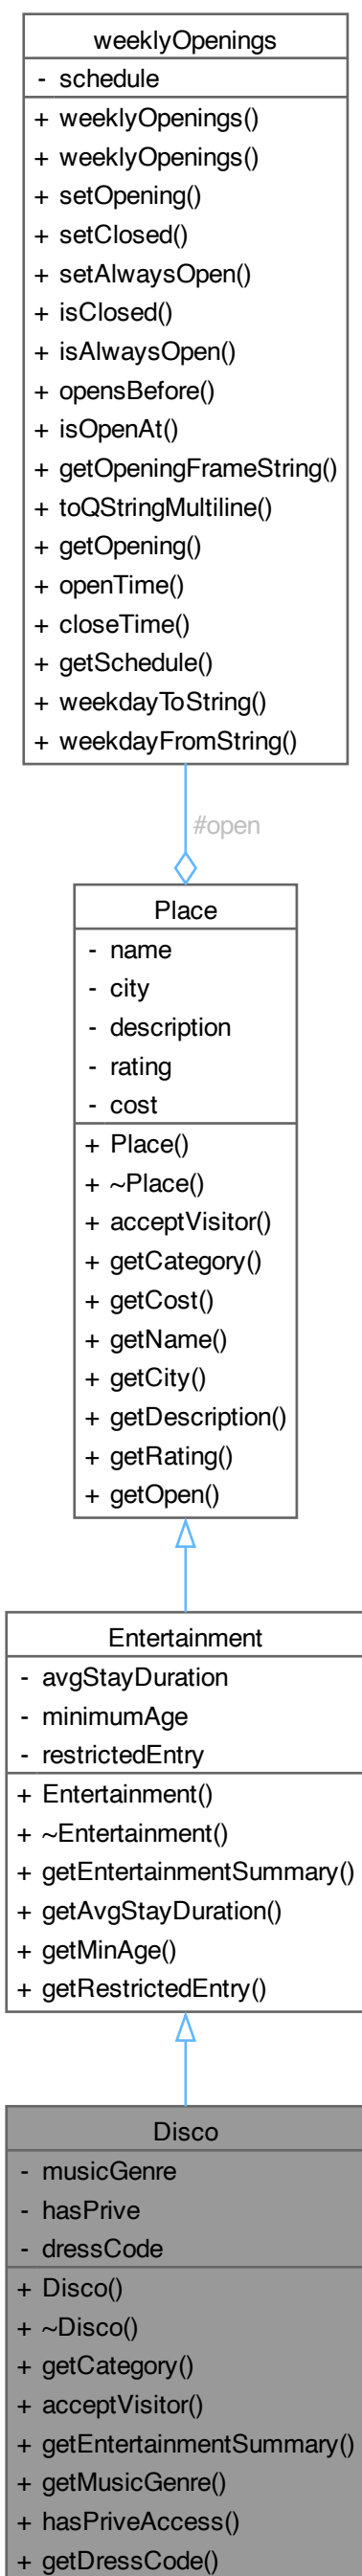 weeklyOpenings
- schedule
+ weeklyOpenings()
+ weeklyOpenings()
+ setOpening()
+ setClosed()
+ setAlwaysOpen()
+ isClosed()
+ isAlwaysOpen()
+ opensBefore()
+ isOpenAt()
+ getOpeningFrameString()
+ toQStringMultiline()
+ getOpening()
+ openTime()
+ closeTime()
+ getSchedule()
+ weekdayToString()
+ weekdayFromString()
#open
Place
- name
- city
- description
- rating
- cost
+ Place()
+ ~Place()
+ acceptVisitor()
+ getCategory()
+ getCost()
+ getName()
+ getCity()
+ getDescription()
+ getRating()
+ getOpen()
Entertainment
- avgStayDuration
- minimumAge
- restrictedEntry
+ Entertainment()
+ ~Entertainment()
+ getEntertainmentSummary()
+ getAvgStayDuration()
+ getMinAge()
+ getRestrictedEntry()
Disco
- musicGenre
- hasPrive
- dressCode
+ Disco()
+ ~Disco()
+ getCategory()
+ acceptVisitor()
+ getEntertainmentSummary()
+ getMusicGenre()
+ hasPriveAccess()
+ getDressCode()